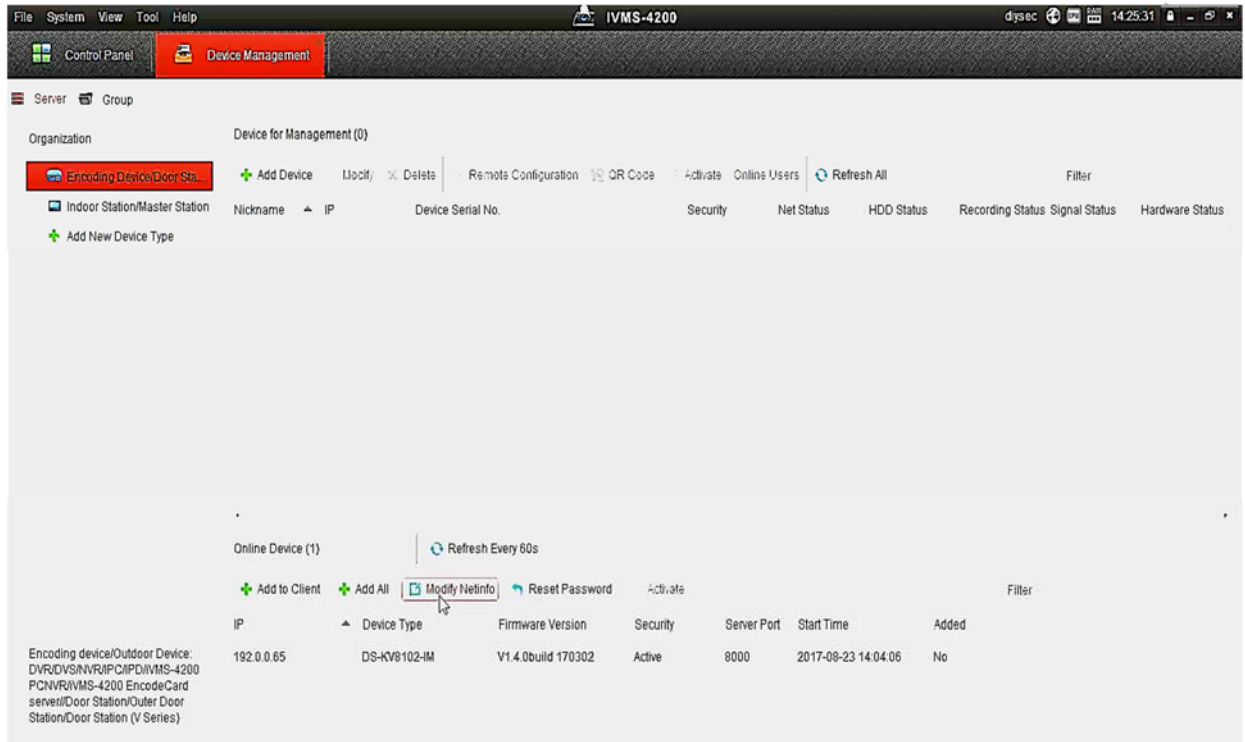 File System View Tool Help IVMS-4200 diysec 14:25:31
Control Panel Device Management
Server Group
Organization
Device for Management (0)
Encoding Device/Door Sta...
Add Device Modify Delete Remote Configuration QR Code Activate Online Users Refresh All Filter
Indoor Station/Master Station
Nickname IP Device Serial No. Security Net Status HDD Status Recording Status Signal Status Hardware Status
Add New Device Type
Online Device (1) Refresh Every 60s
Add to Client Add All Modify Netinfo Reset Password Activate Filter
IP Device Type Firmware Version Security Server Port Start Time Added
192.0.0.65 DS-KV8102-IM V1.4.0build 170302 Active 8000 2017-08-23 14:04:06 No
Encoding device/Outdoor Device:
DVR/DVS/NVR/IPC/IPD/iVMS-4200
PCNVR/iVMS-4200 EncodeCard
server//Door Station/Outer Door
Station/Door Station (V Series)